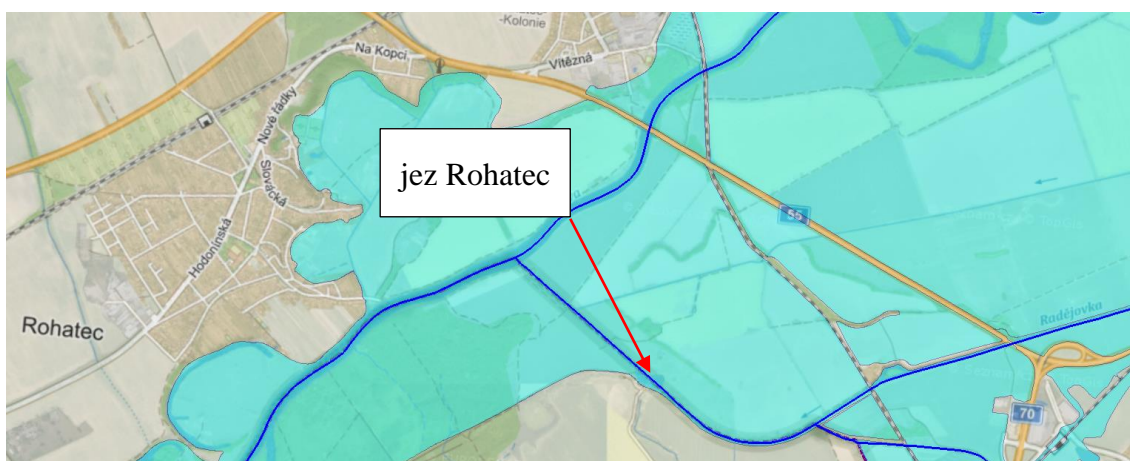 -Kolonie
Na Kopci
Vítězná
Nové řádky
Slovácká
jez Rohatec
Hodonínská
55
Rohatec
Radějovka
70